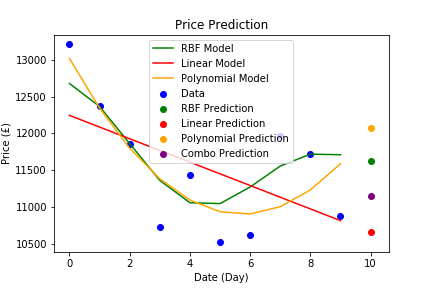 Price Prediction
RBF Model
Linear Model
Polynomial Model
Data
RBF Prediction
Linear Prediction
Polynomial Prediction
Combo Prediction
Price (£)
13000
12500
12000
11500
11000
10500
0 2 4 6 8 10
Date (Day)